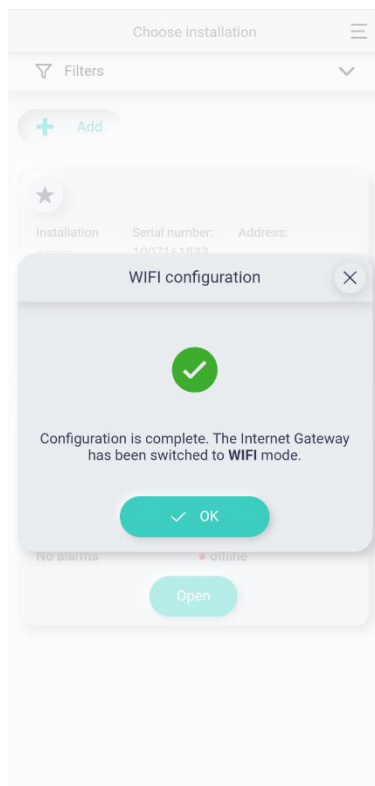 Choose installation
Filters
Add
Installation Serial number: Address:
1007161822
WIFI configuration
Configuration is complete. The Internet Gateway
has been switched to WIFI mode.
OK
No alarms offline
Open